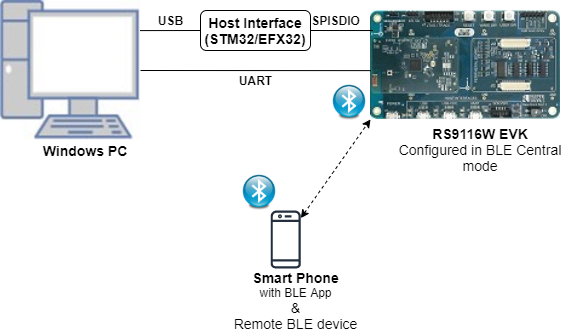 USB
Host Interface
(STM32/EFX32)
SPISDIO
UART
Windows PC
RS9116W EVK
Configured in BLE Central
mode
Smart Phone
with BLE App
&
Remote BLE device